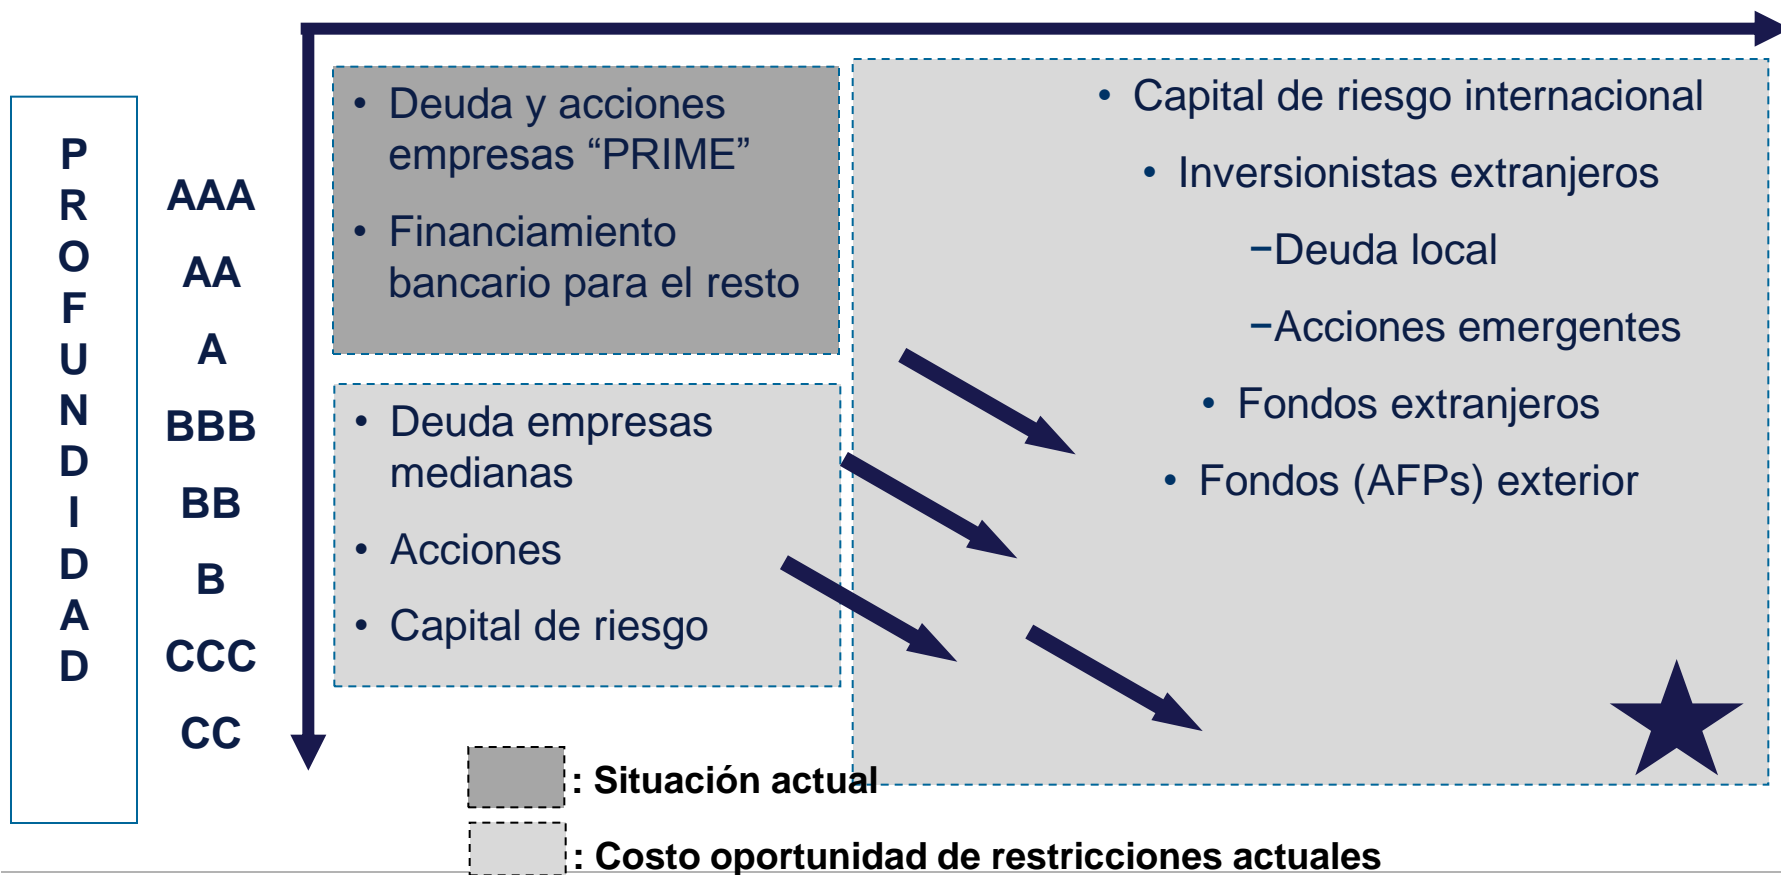 PROFUNDIDAD
AAA
AA
A
BBB
BB
B
CCC
CC
• Deuda y acciones
empresas “PRIME”
• Financiamiento
bancario para el resto
• Deuda empresas
medianas
• Acciones
• Capital de riesgo
• Capital de riesgo internacional
• Inversionistas extranjeros
–Deuda local
–Acciones emergentes
• Fondos extranjeros
• Fondos (AFPs) exterior
: Situación actual
: Costo oportunidad de restricciones actuales